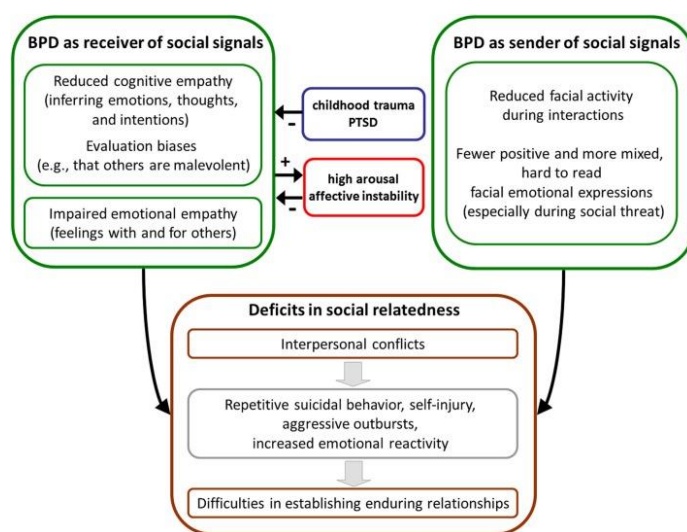 BPD as receiver of social signals
Reduced cognitive empathy
(inferring emotions, thoughts,
and intentions)
Evaluation biases
(e.g., that others are malevolent)
Impaired emotional empathy
(feelings with and for others)
childhood trauma
PTSD
-
+
high arousal
affective instability
-
BPD as sender of social signals
Reduced facial activity
during interactions
Fewer positive and more mixed,
hard to read
facial emotional expressions
(especially during social threat)
Deficits in social relatedness
Interpersonal conflicts
Repetitive suicidal behavior, self-injury,
aggressive outbursts,
increased emotional reactivity
Difficulties in establishing enduring relationships